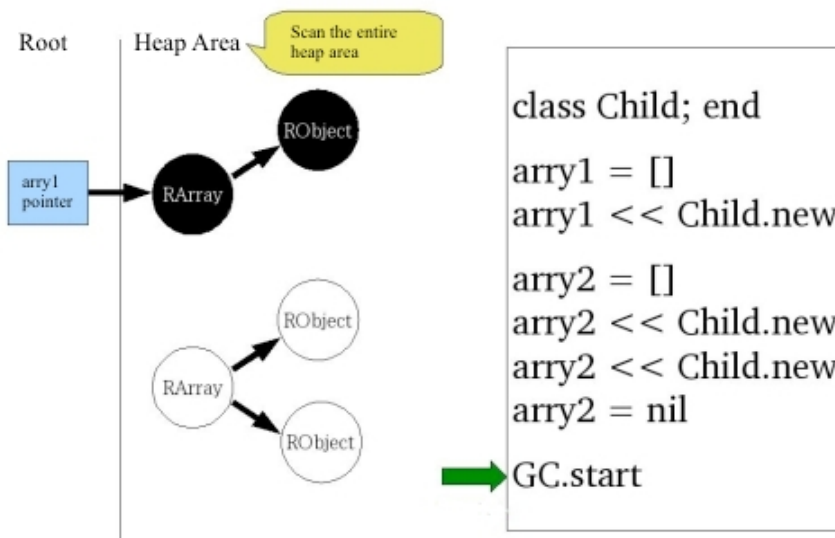 Root
Heap Area
Scan the entire
heap area
RObject
arry1
pointer
RArray
RObject
RArray
RObject
class Child; end
arry1 = []
arry1 << Child.new
arry2 = []
arry2 << Child.new
arry2 << Child.new
arry2 = nil
GC.start